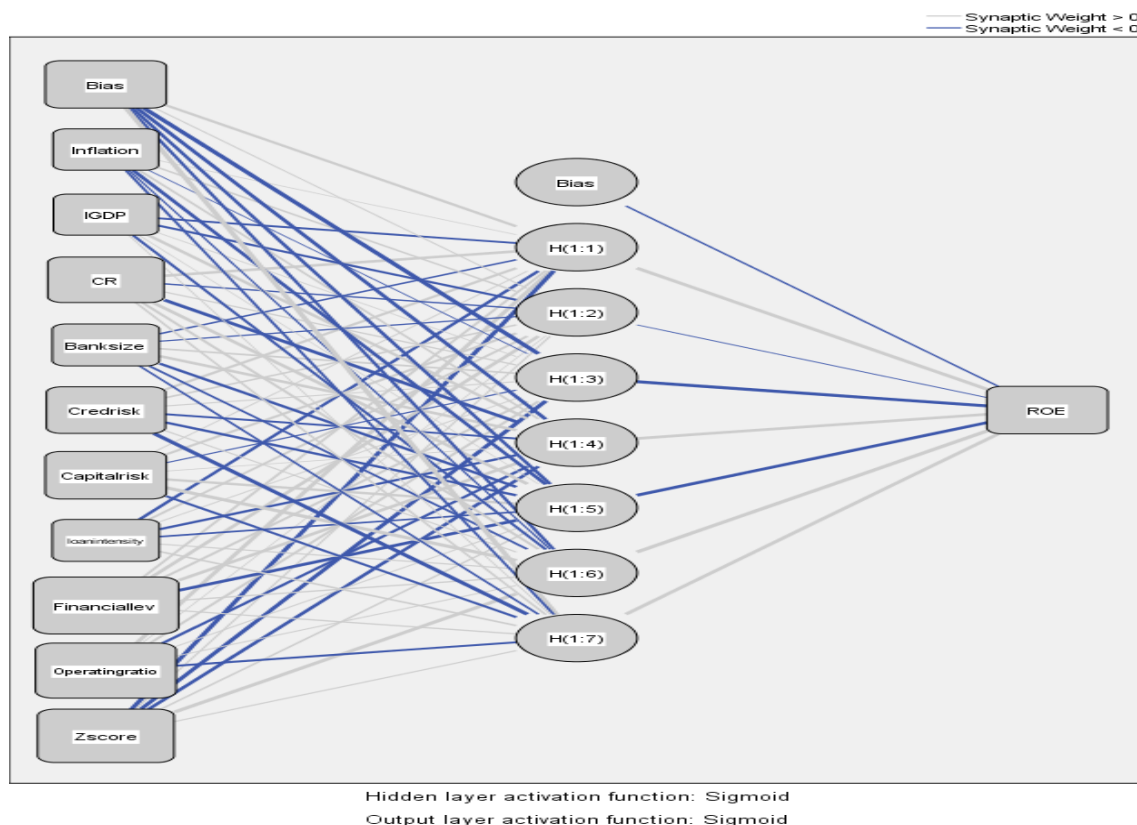 Synaptic Weight > 0
Synaptic Weight < 0
Bias
Inflation
IGDP
CR
Banksize
Credrisk
Capitalrisk
loanintensity
Financiallev
Operatingratio
Zscore
Bias
H(1:1)
H(1:2)
H(1:3)
H(1:4)
H(1:5)
H(1:6)
H(1:7)
ROE
Hidden layer activation function: Sigmoid
Output layer activation function: Sigmoid